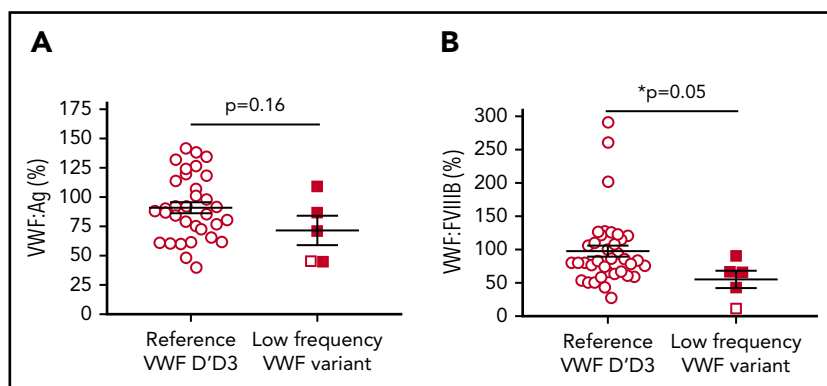 A
VWF:Ag (%)
175
150
125
100
75
50
25
0
p=0.16
Reference
VWF D'D3
Low frequency
VWF variant
B
VWF:FVIIIB (%)
300
250
200
150
100
50
0
*p=0.05
Reference
VWF D'D3
Low frequency
VWF variant